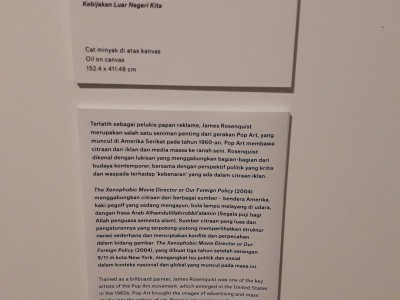 Kebijakan Luar Negeri Kita
Cat minyak di atas kanvas
Oil on canvas
152.4 x 411.48 cm
Terlatih sebagai pelukis papan reklame, James Rosenquist
merupakan salah satu seniman penting dari gerakan Pop Art, yang
muncul di Amerika Serikat pada tahun 1960-an. Pop Art membawa
citraan dari iklan dan media massa ke ranah seni. Rosenquist
dikenal dengan lukisan yang menggabungkan bagian-bagian dari
budaya kontemporer, bersama dengan perspektif politik yang kritis
dan waspada terhadap 'kebenaran' yang ada dalam citraan iklan.
The Xenophobic Movie Director or Our Foreign Policy (2004)
menggabungkan citraan dari berbagai sumber – bendera Amerika,
kaki pegolf yang sedang mengayun, bola lampu melayang di udara,
dengan frasa Arab Alhamdulillahirobbil'alamin (Segala puji bagi
Allah penguasa semesta alam). Sumber citraan yang luas dan
pengaturannya yang terpotong-potong memperlihatkan struktur
narasi sederhana dan menciptakan konflik dan perpecahan
dalam bidang gambar. The Xenophobic Movie Director or Our
Foreign Policy (2004), yang dibuat tiga tahun setelah serangan
9/11 di kota New York, mengangkat isu politik dan sosial
dalam konteks nasional dan global yang muncul pada masa ini.
Trained as a billboard painter, James Rosenquist was one of the key
artists of the Pop Art movement, which emerged in the United States
in the 1960s. Pop Art brought the images of advertising and mass